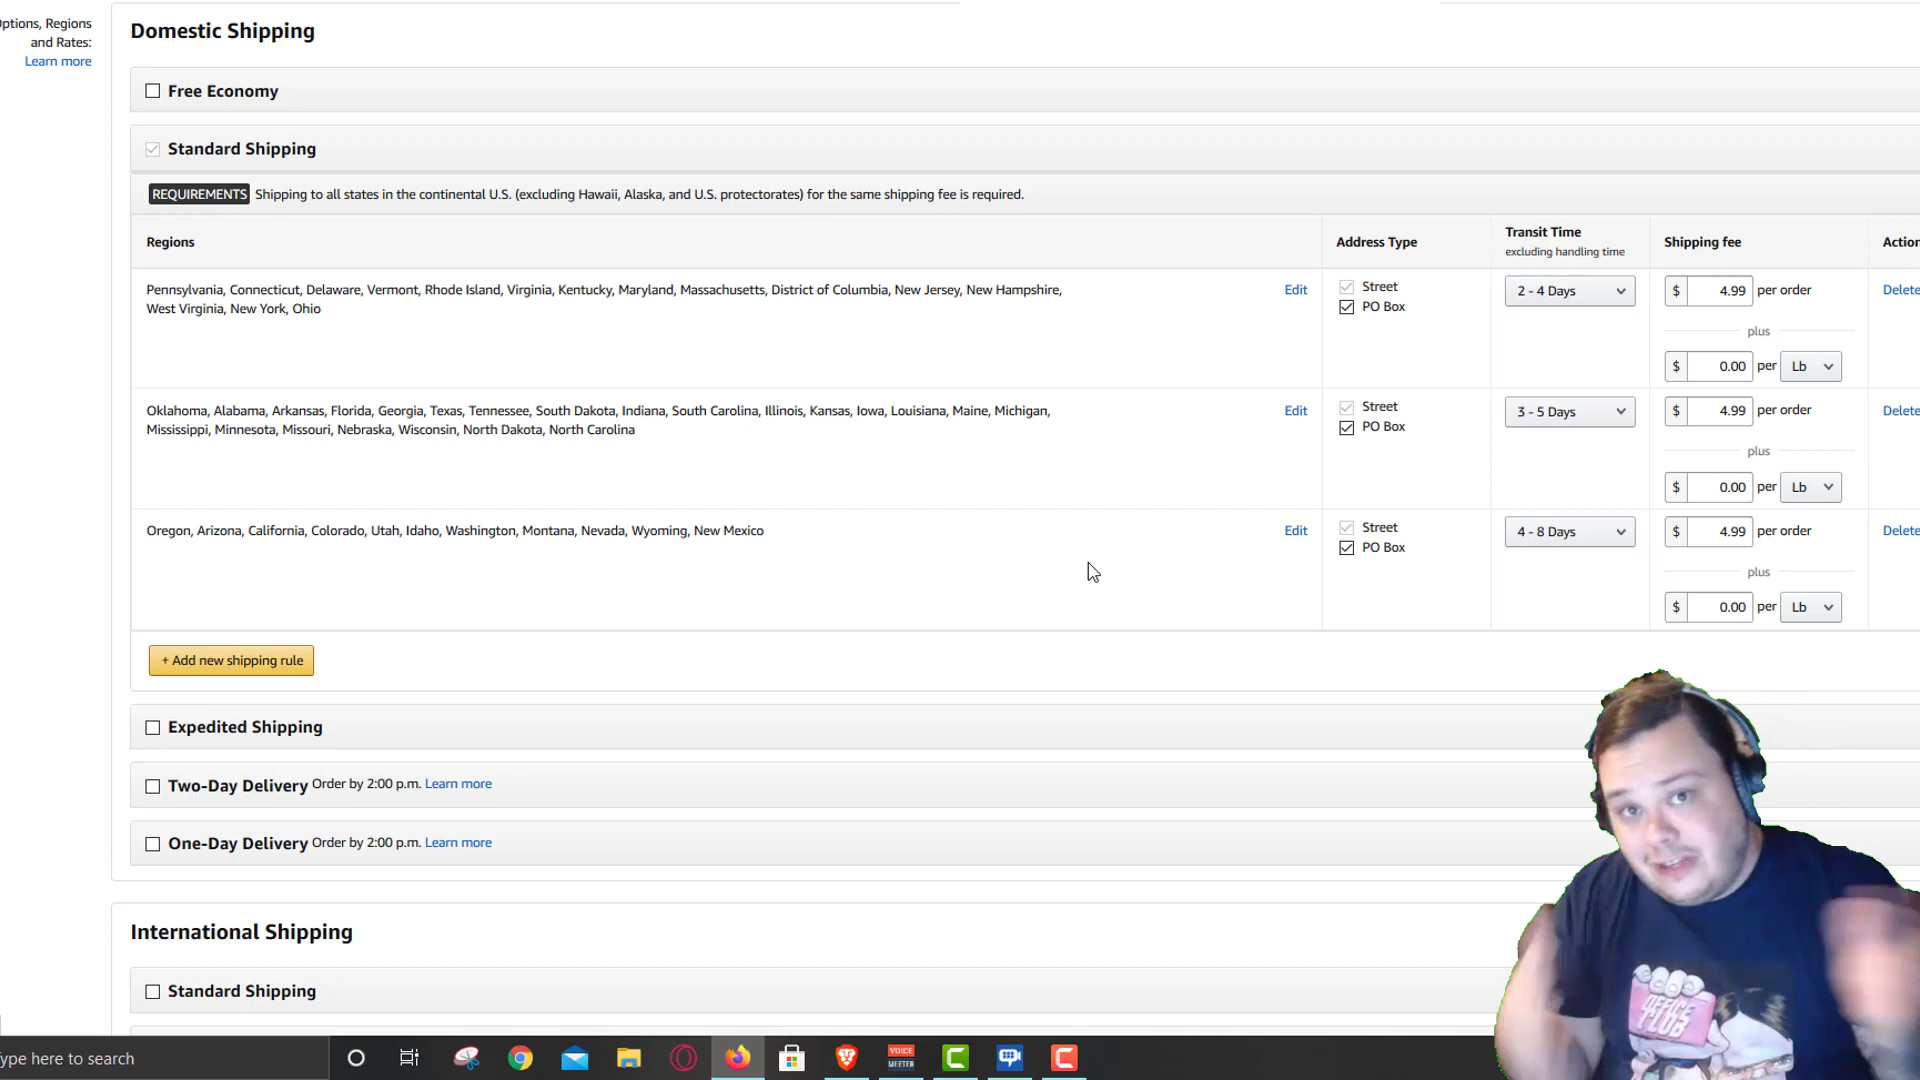 Options, Regions
and Rates:
Learn more
Domestic Shipping
Free Economy
Standard Shipping
REQUIREMENTS Shipping to all states in the continental U.S. (excluding Hawaii, Alaska, and U.S. protectorates) for the same shipping fee is required.
Regions
Address Type
Transit Time
excluding handling time
Shipping fee
Action
Pennsylvania, Connecticut, Delaware, Vermont, Rhode Island, Virginia, Kentucky, Maryland, Massachusetts, District of Columbia, New Jersey, New Hampshire,
West Virginia, New York, Ohio
Edit
Street
PO Box
2 - 4 Days
$ 4.99 per order
plus
$ 0.00 per Lb
Delete
Oklahoma, Alabama, Arkansas, Florida, Georgia, Texas, Tennessee, South Dakota, Indiana, South Carolina, Illinois, Kansas, Iowa, Louisiana, Maine, Michigan,
Mississippi, Minnesota, Missouri, Nebraska, Wisconsin, North Dakota, North Carolina
Edit
Street
PO Box
3 - 5 Days
$ 4.99 per order
plus
$ 0.00 per Lb
Delete
Oregon, Arizona, California, Colorado, Utah, Idaho, Washington, Montana, Nevada, Wyoming, New Mexico
Edit
Street
PO Box
4 - 8 Days
$ 4.99 per order
plus
$ 0.00 per Lb
Delete
+ Add new shipping rule
Expedited Shipping
Two-Day Delivery Order by 2:00 p.m. Learn more
One-Day Delivery Order by 2:00 p.m. Learn more
International Shipping
Standard Shipping
Type here to search
VOICE
MEETER